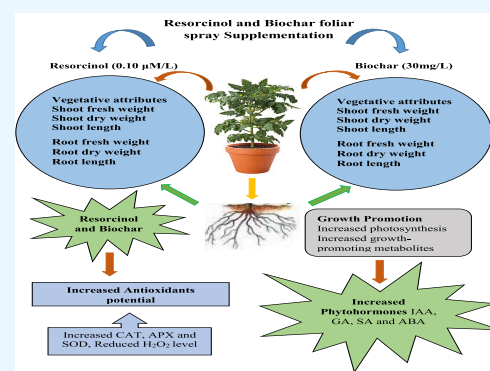 Resorcinol and Biochar foliar
spray Supplementation
Resorcinol (0.10 µM/L)
Biochar (30mg/L)
Vegetative attributes
Shoot fresh weight
Shoot dry weight
Shoot length
Root fresh weight
Root dry weight
Root length
Vegetative attributes
Shoot fresh weight
Shoot dry weight
Shoot length
Root fresh weight
Root dry weight
Root length
Resorcinol
and Biochar
Growth Promotion
Increased photosynthesis
Increased growth-
promoting metabolites
Increased Antioxidants
potential
Increased
Phytohormones IAA,
GA, SA and ABA
Increased CAT, APX and
SOD, Reduced H₂O₂ level